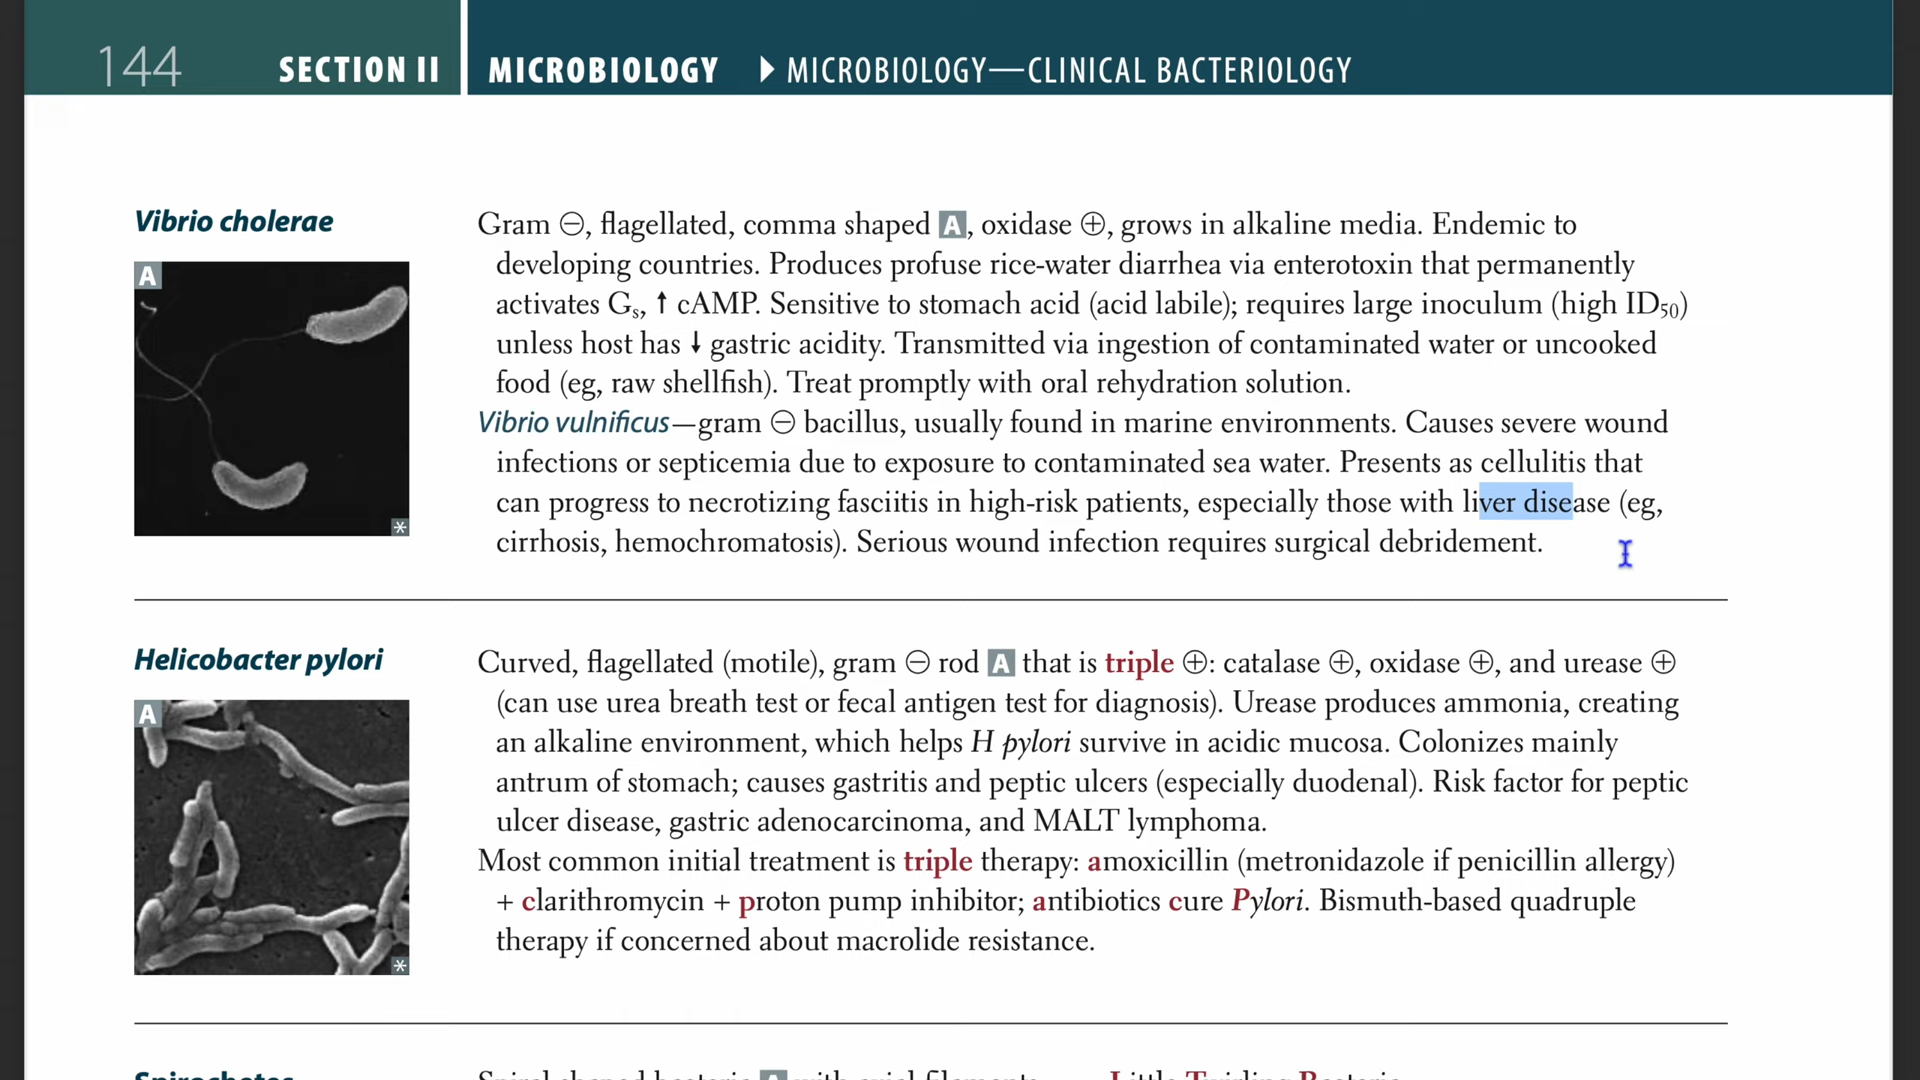 144 SECTION II MICROBIOLOGY ▶ MICROBIOLOGY—CLINICAL BACTERIOLOGY
Vibrio cholerae
A
*
Gram ⊖, flagellated, comma shaped A, oxidase ⊕, grows in alkaline media. Endemic to
developing countries. Produces profuse rice-water diarrhea via enterotoxin that permanently
activates Gs, ↑ cAMP. Sensitive to stomach acid (acid labile); requires large inoculum (high ID50)
unless host has ↓ gastric acidity. Transmitted via ingestion of contaminated water or uncooked
food (eg, raw shellfish). Treat promptly with oral rehydration solution.
Vibrio vulnificus—gram ⊖ bacillus, usually found in marine environments. Causes severe wound
infections or septicemia due to exposure to contaminated sea water. Presents as cellulitis that
can progress to necrotizing fasciitis in high-risk patients, especially those with liver disease (eg,
cirrhosis, hemochromatosis). Serious wound infection requires surgical debridement.
Helicobacter pylori
A
*
Curved, flagellated (motile), gram ⊖ rod A that is triple ⊕: catalase ⊕, oxidase ⊕, and urease ⊕
(can use urea breath test or fecal antigen test for diagnosis). Urease produces ammonia, creating
an alkaline environment, which helps H pylori survive in acidic mucosa. Colonizes mainly
antrum of stomach; causes gastritis and peptic ulcers (especially duodenal). Risk factor for peptic
ulcer disease, gastric adenocarcinoma, and MALT lymphoma.
Most common initial treatment is triple therapy: amoxicillin (metronidazole if penicillin allergy)
+ clarithromycin + proton pump inhibitor; antibiotics cure Pylori. Bismuth-based quadruple
therapy if concerned about macrolide resistance.
Spirochetes
Spiral-shaped bacteria A with axial filaments
Little Twirling Bacteria